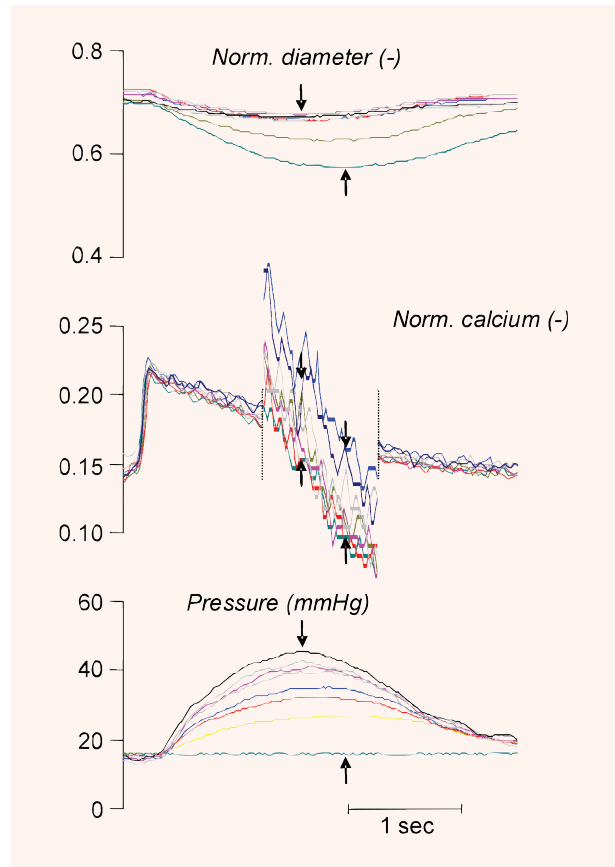 Norm. diameter (-)
0.8
0.6
0.4
Norm. calcium (-)
0.25
0.20
0.15
0.10
Pressure (mmHg)
60
40
20
0
1 sec